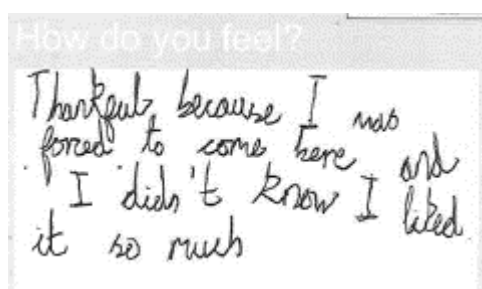 How do you feel?
Thankful because I was
forced to come here and
I didn't know I liked
it so much